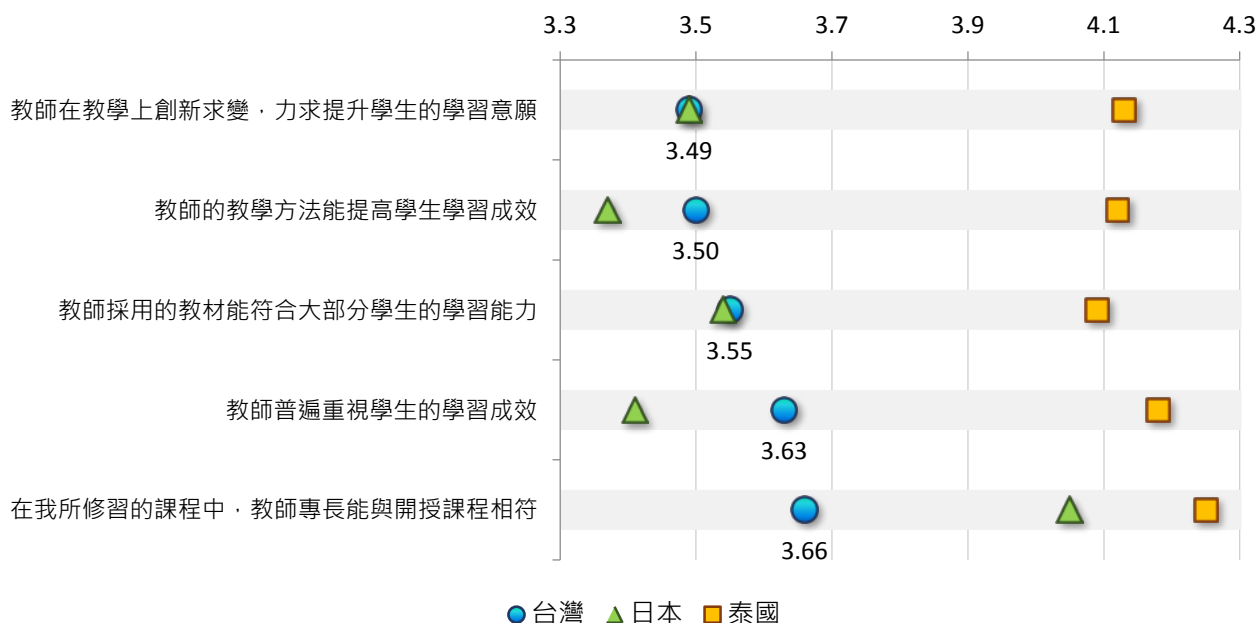 3.3 3.5 3.7 3.9 4.1 4.3
教師在教學上創新求變，力求提升學生的學習意願
3.49
教師的教學方法能提高學生學習成效
3.50
教師採用的教材能符合大部分學生的學習能力
3.55
教師普遍重視學生的學習成效
3.63
在我所修習的課程中，教師專長能與開授課程相符
3.66
台灣 日本 泰國